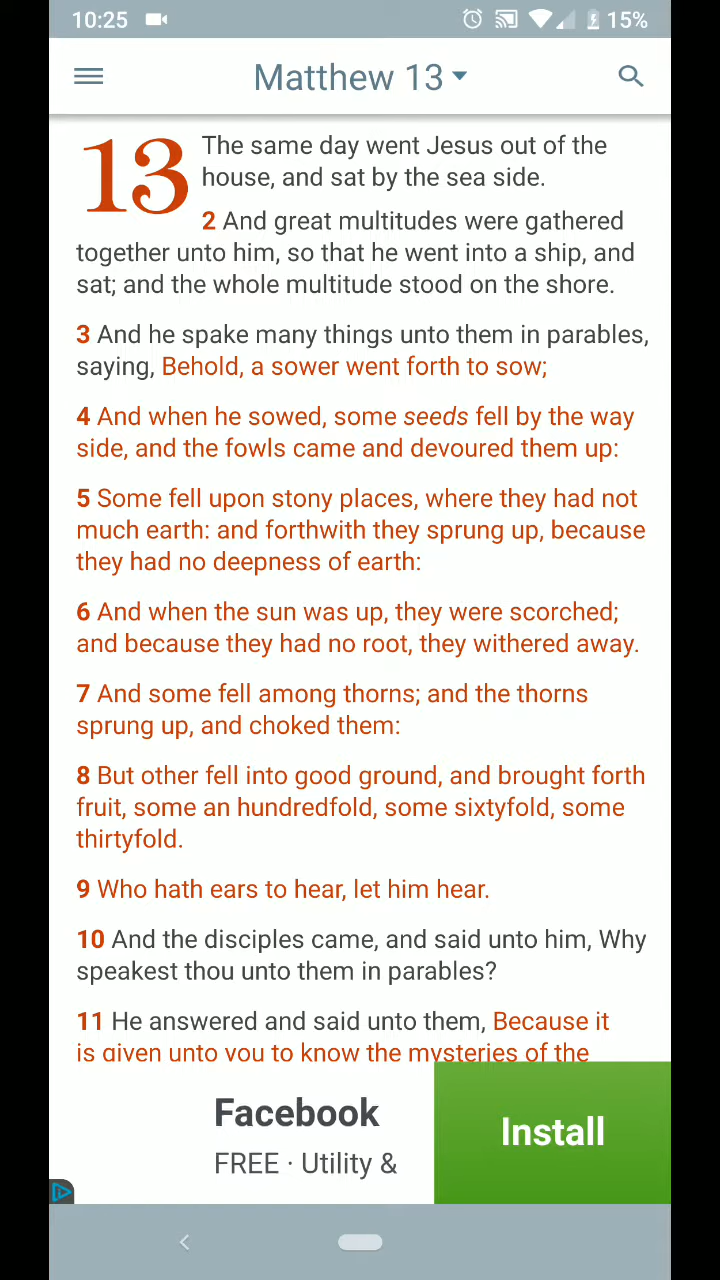 10:25
15%
Matthew 13
13 The same day went Jesus out of the
house, and sat by the sea side.
2 And great multitudes were gathered
together unto him, so that he went into a ship, and
sat; and the whole multitude stood on the shore.
3 And he spake many things unto them in parables,
saying, Behold, a sower went forth to sow;
4 And when he sowed, some seeds fell by the way
side, and the fowls came and devoured them up:
5 Some fell upon stony places, where they had not
much earth: and forthwith they sprung up, because
they had no deepness of earth:
6 And when the sun was up, they were scorched;
and because they had no root, they withered away.
7 And some fell among thorns; and the thorns
sprung up, and choked them:
8 But other fell into good ground, and brought forth
fruit, some an hundredfold, some sixtyfold, some
thirtyfold.
9 Who hath ears to hear, let him hear.
10 And the disciples came, and said unto him, Why
speakest thou unto them in parables?
11 He answered and said unto them, Because it
is given unto you to know the mysteries of the
Facebook
FREE · Utility &
Install